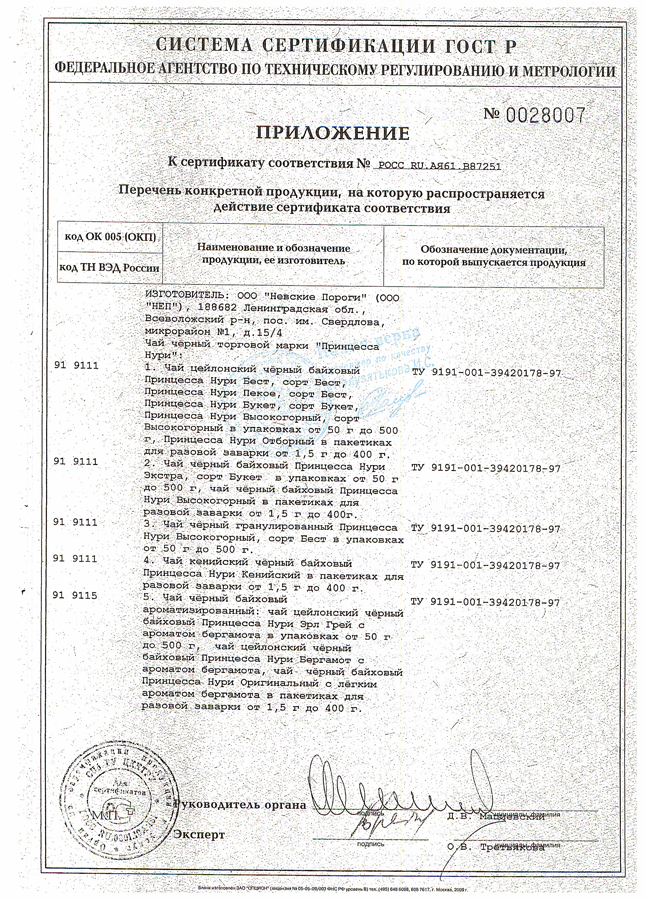 СИСТЕМА СЕРТИФИКАЦИИ ГОСТ Р
ФЕДЕРАЛЬНОЕ АГЕНТСТВО ПО ТЕХНИЧЕСКОМУ РЕГУЛИРОВАНИЮ И МЕТРОЛОГИИ
№ 0028007
ПРИЛОЖЕНИЕ
К сертификату соответствия № РОСС RU.АЯ61.В87251
Перечень конкретной продукции, на которую распространяется
действие сертификата соответствия
код ОК 005 (ОКП)
код ТН ВЭД России
Наименование и обозначение
продукции, ее изготовитель
Обозначение документации,
по которой выпускается продукция
ИЗГОТОВИТЕЛЬ: ООО "Невские Пороги" (ООО
"НЕП"), 188682 Ленинградская обл.,
Всеволожский р-н, пос. им. Свердлова,
микрорайон №1, д.15/4
Чай чёрный торговой марки "Принцесса
Нури":
91 9111 1. Чай цейлонский чёрный байховый ТУ 9191-001-39420178-97
Принцесса Нури Бест, сорт Бест,
Принцесса Нури Пекое, сорт Бест,
Принцесса Нури Букет, сорт Букет,
Принцесса Нури Высокогорный, сорт
Высокогорный в упаковках от 50 г до 500
г, Принцесса Нури Отборный в пакетиках
для разовой заварки от 1,5 г до 400 г.
91 9111 2. Чай чёрный байховый Принцесса Нури ТУ 9191-001-39420178-97
Экстра, сорт Букет в упаковках от 50 г
до 500 г, чай чёрный байховый Принцесса
Нури Высокогорный в пакетиках для
разовой заварки от 1,5 г до 400г.
91 9111 3. Чай чёрный гранулированный Принцесса ТУ 9191-001-39420178-97
Нури Высокогорный, сорт Бест в упаковках
от 50 г до 500 г.
91 9111 4. Чай кенийский чёрный байховый ТУ 9191-001-39420178-97
Принцесса Нури Кенийский в пакетиках для
разовой заварки от 1,5 г до 400 г.
91 9115 5. Чай чёрный байховый ТУ 9191-001-39420178-97
ароматизированный: чай цейлонский чёрный
байховый Принцесса Нури Эрл Грей с
ароматом бергамота в упаковках от 50 г
до 500 г, чай цейлонский чёрный
байховый Принцесса Нури Бергамот с
ароматом бергамота, чай чёрный байховый
Принцесса Нури Оригинальный с лёгким
ароматом бергамота в пакетиках для
разовой заварки от 1,5 г до 400 г.
Для
сертификатов
М.П.
Руководитель органа
подпись
инициалы, фамилия
Эксперт
подпись
О.В. Третьякова